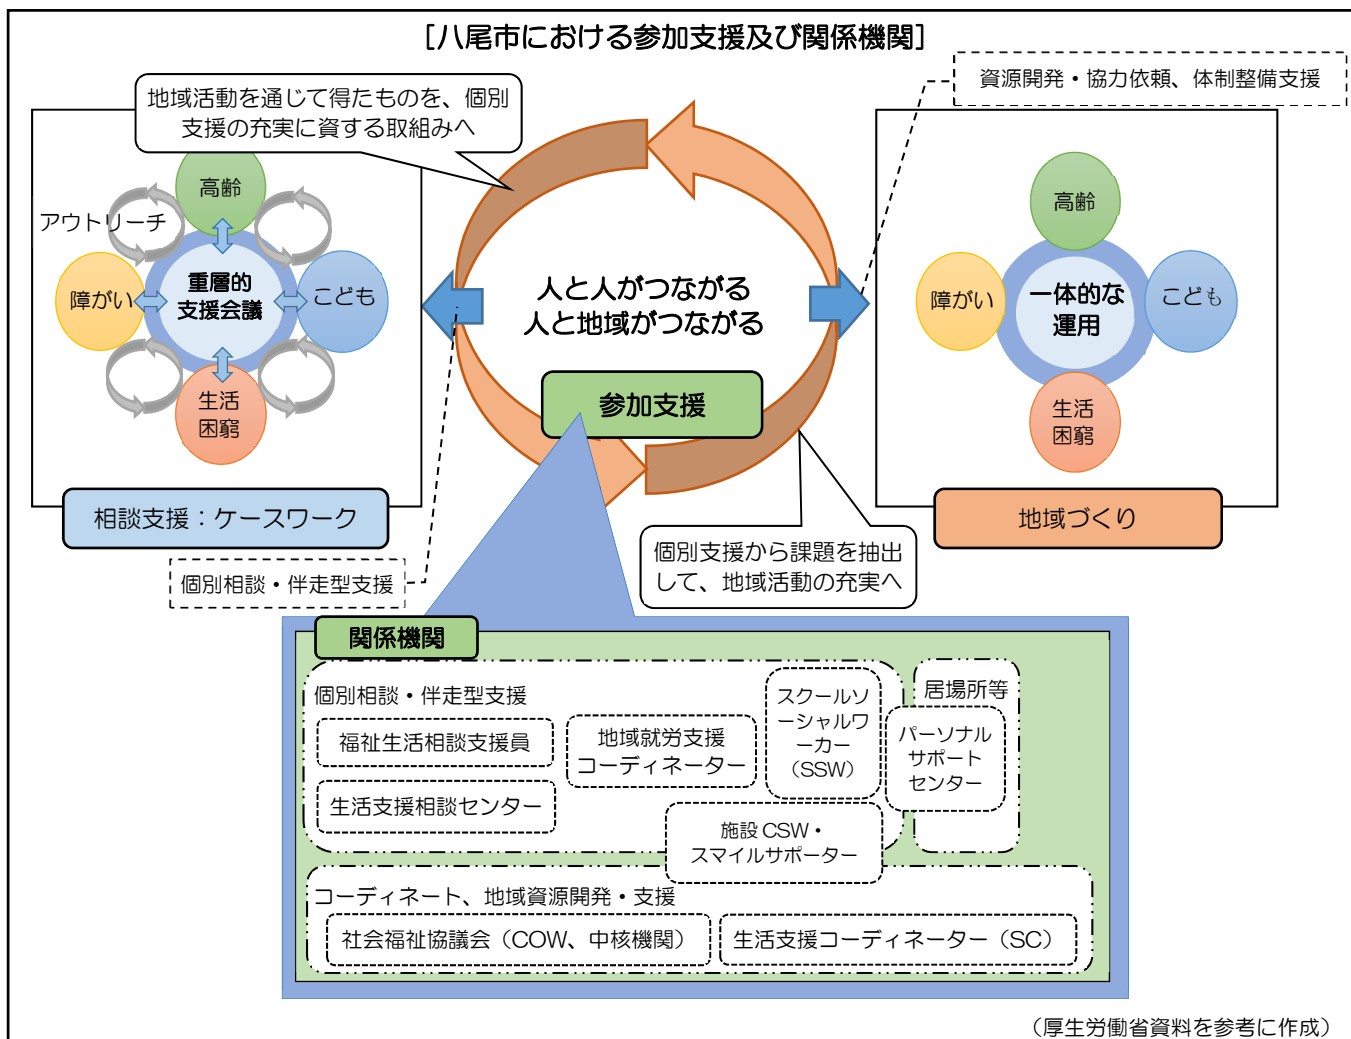 [八尾市における参加支援及び関係機関]
地域活動を通じて得たものを、個別
支援の充実に資する取組みへ
資源開発・協力依頼、体制整備支援
高齢
アウトリーチ
障がい
重層的
支援会議
こども
生活
困窮
相談支援：ケースワーク
個別相談・伴走型支援
人と人がつながる
人と地域がつながる
参加支援
高齢
障がい
一体的な
運用
こども
生活
困窮
地域づくり
個別支援から課題を抽出
して、地域活動の充実へ
関係機関
個別相談・伴走型支援
福祉生活相談支援員
生活支援相談センター
地域就労支援
コーディネーター
スクールソ
ーシャルワ
ーカー
（SSW）
居場所等
パーソナル
サポート
センター
施設 CSW・
スマイルサポーター
コーディネート、地域資源開発・支援
社会福祉協議会（COW、中核機関）
生活支援コーディネーター（SC）
（厚生労働省資料を参考に作成）